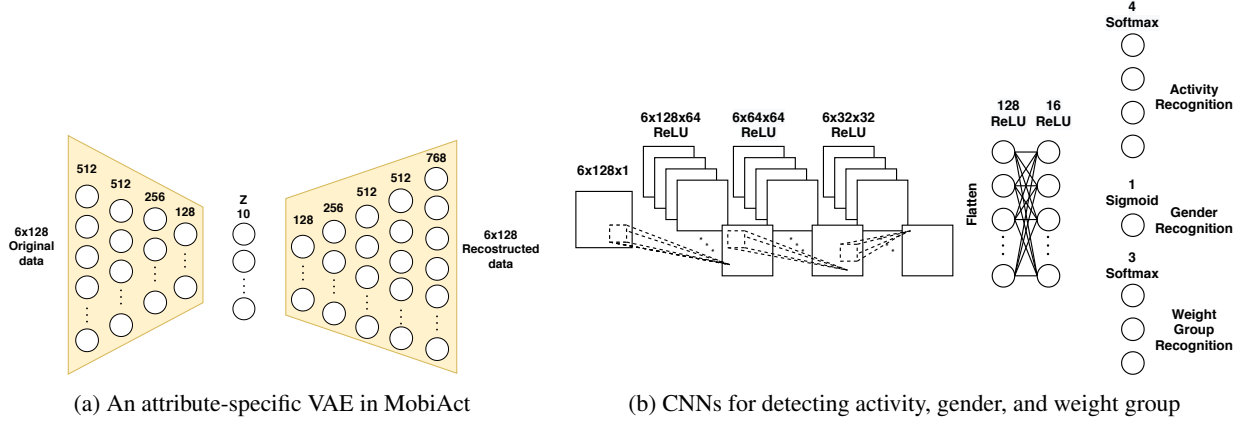 512
512
256
128
6x128
Original
data
Z
10
128
256
512
512
768
6x128
Recostructed
data
(a) An attribute-specific VAE in MobiAct
6x128x1
6x128x64
ReLU
6x64x64
ReLU
6x32x32
ReLU
Flatten
128
ReLU
16
ReLU
4
Softmax
Activity
Recognition
1
Sigmoid
Gender
Recognition
3
Softmax
Weight
Group
Recognition
(b) CNNs for detecting activity, gender, and weight group